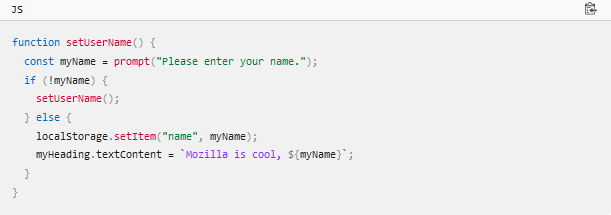 JS
function setUserName() {
  const myName = prompt("Please enter your name.");
  if (!myName) {
    setUserName();
  } else {
    localStorage.setItem("name", myName);
    myHeading.textContent = `Mozilla is cool, ${myName}`;
  }
}